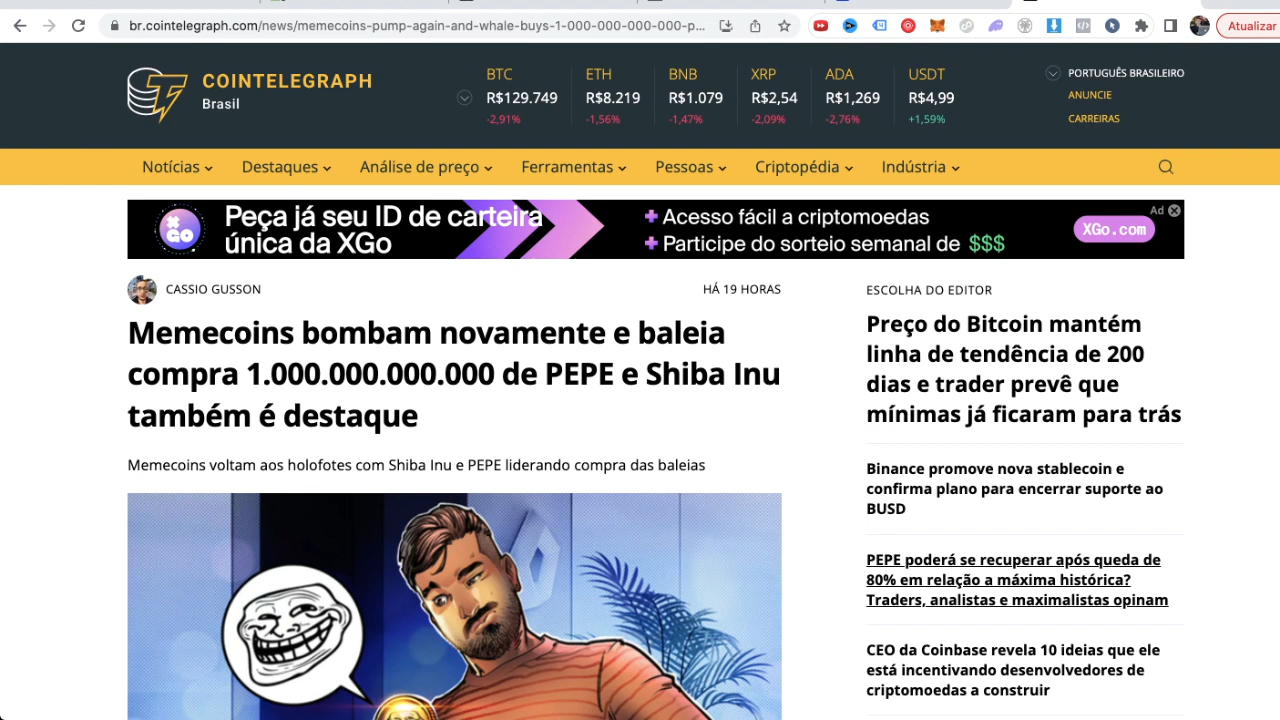 br.cointelegraph.com/news/memecoins-pump-again-and-whale-buys-1-000-000-000-000-p...
Atualizar
COINTELEGRAPH
Brasil
BTC
R$129.749
-2,91%
ETH
R$8.219
-1,56%
BNB
R$1.079
-1,47%
XRP
R$2,54
-2,09%
ADA
R$1,269
-2,76%
USDT
R$4,99
+1,59%
PORTUGUÊS BRASILEIRO
ANUNCIE
CARREIRAS
Notícias
Destaques
Análise de preço
Ferramentas
Pessoas
Criptopédia
Indústria
XGO
Peça já seu ID de carteira
única da XGo
+ Acesso fácil a criptomoedas
+ Participe do sorteio semanal de $$$
Ad
XGo.com
CASSIO GUSSON
HÁ 19 HORAS
Memecoins bombam novamente e baleia
compra 1.000.000.000.000 de PEPE e Shiba Inu
também é destaque
Memecoins voltam aos holofotes com Shiba Inu e PEPE liderando compra das baleias
ESCOLHA DO EDITOR
Preço do Bitcoin mantém
linha de tendência de 200
dias e trader prevê que
mínimas já ficaram para trás
Binance promove nova stablecoin e
confirma plano para encerrar suporte ao
BUSD
PEPE poderá se recuperar após queda de
80% em relação a máxima histórica?
Traders, analistas e maximalistas opinam
CEO da Coinbase revela 10 ideias que ele
está incentivando desenvolvedores de
criptomoedas a construir